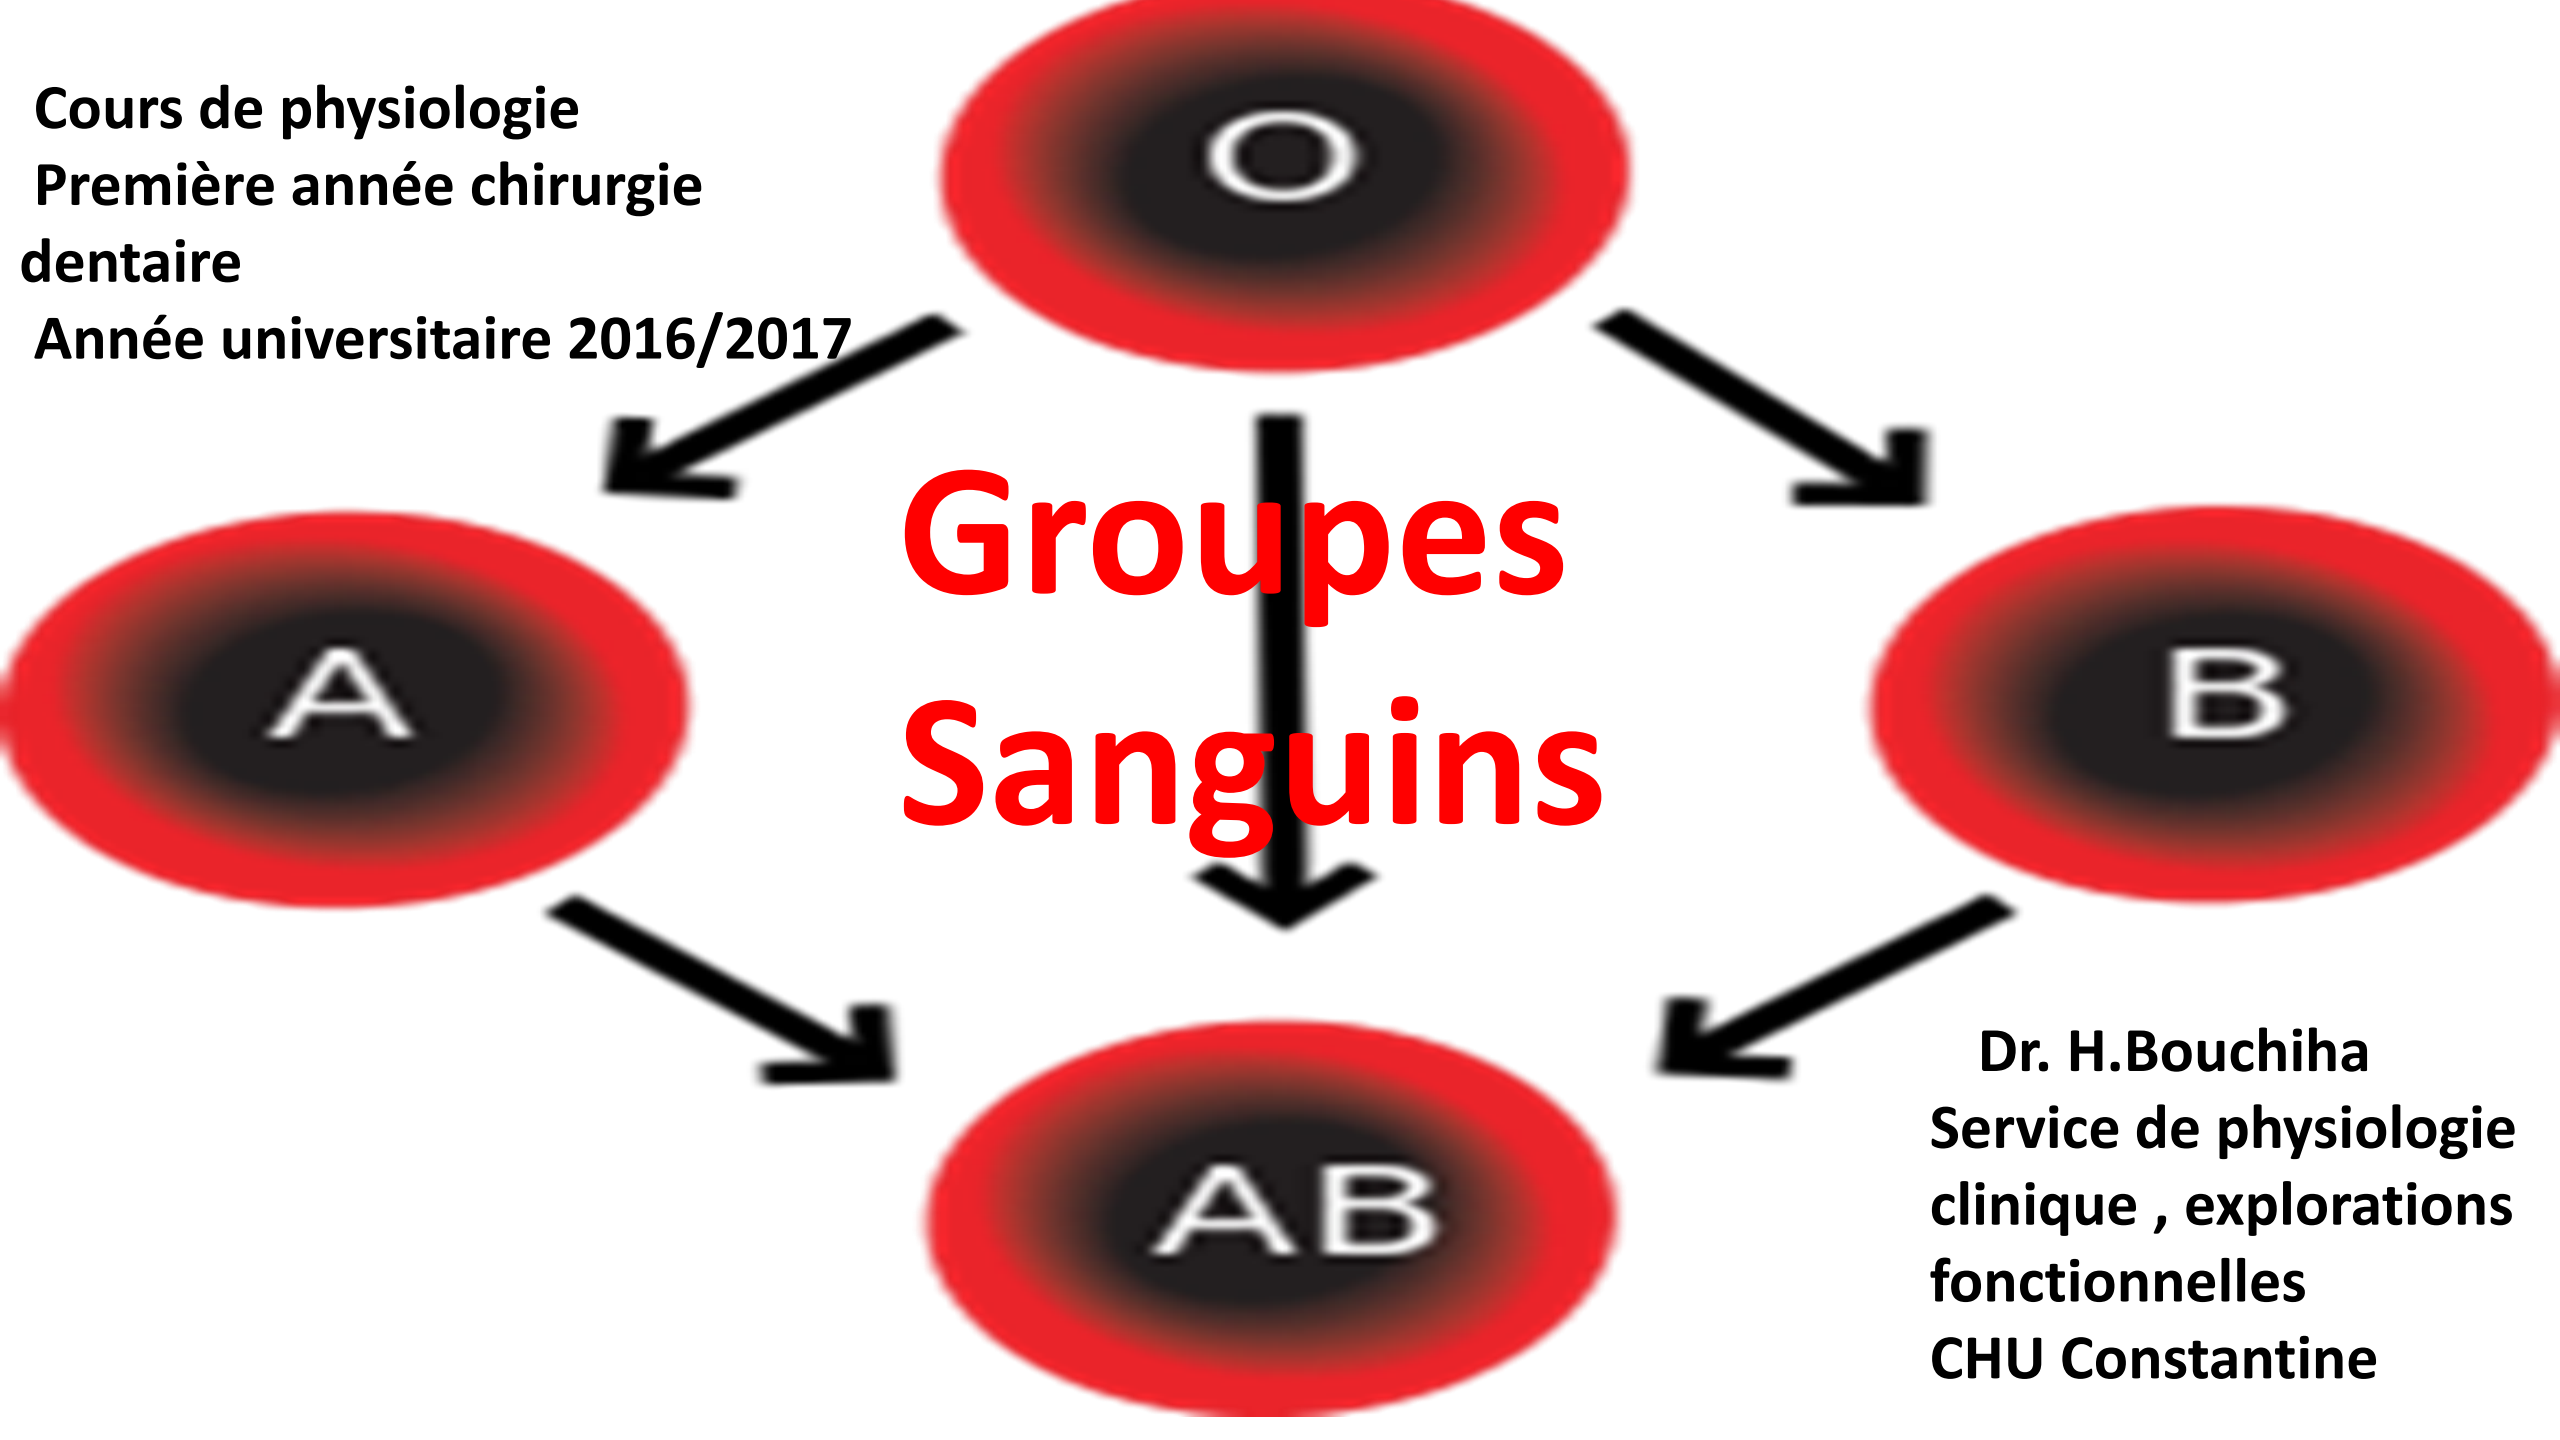 Cours de physiologie
Première année chirurgie
dentaire
Année universitaire 2016/2017
O
Groupes
Sanguins
A
B
AB
Dr. H.Bouchiha
Service de physiologie
clinique , explorations
fonctionnelles
CHU Constantine